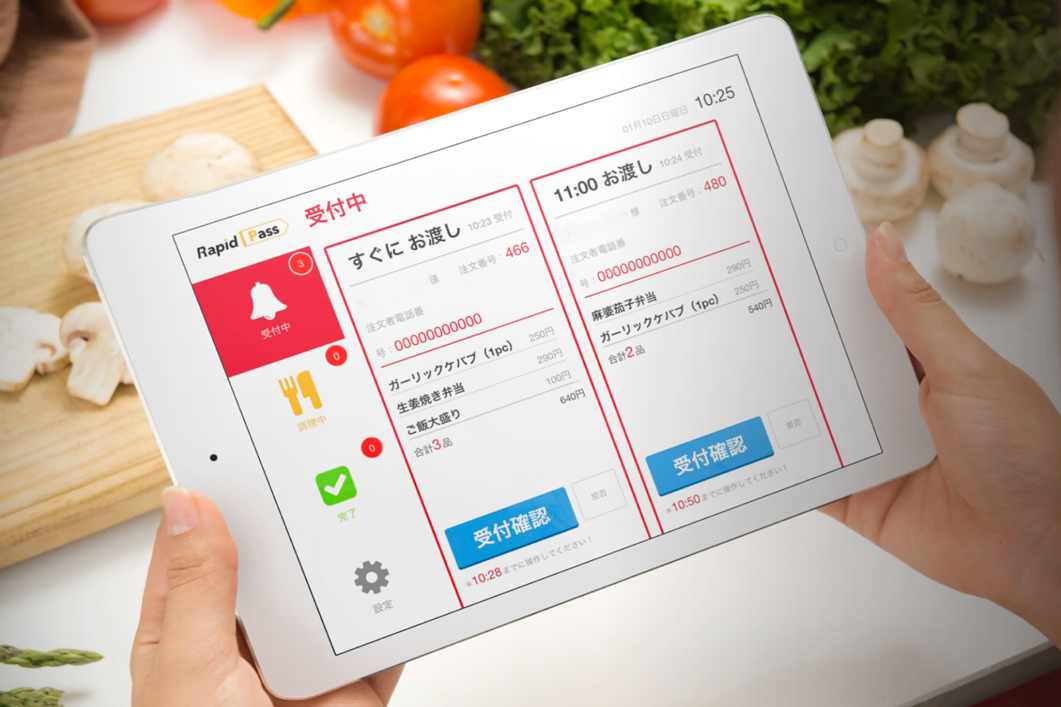 Rapid Pass
受付中
01月10日日曜日 10:25
3
受付中
0
調理中
0
完了
設定
すぐに お渡し 10:23 受付
様 注文番号：466
注文者電話番
号：00000000000
ガーリックケバブ（1pc） 250円
生姜焼き弁当 290円
ご飯大盛り 100円
合計3品 640円
受付確認
拒否
※10:28までに操作してください！
11:00 お渡し 10:24 受付
様 注文番号：480
注文者電話番
号：00000000000
麻婆茄子弁当 290円
ガーリックケバブ（1pc） 250円
合計2品 540円
受付確認
拒否
※10:50までに操作してください！